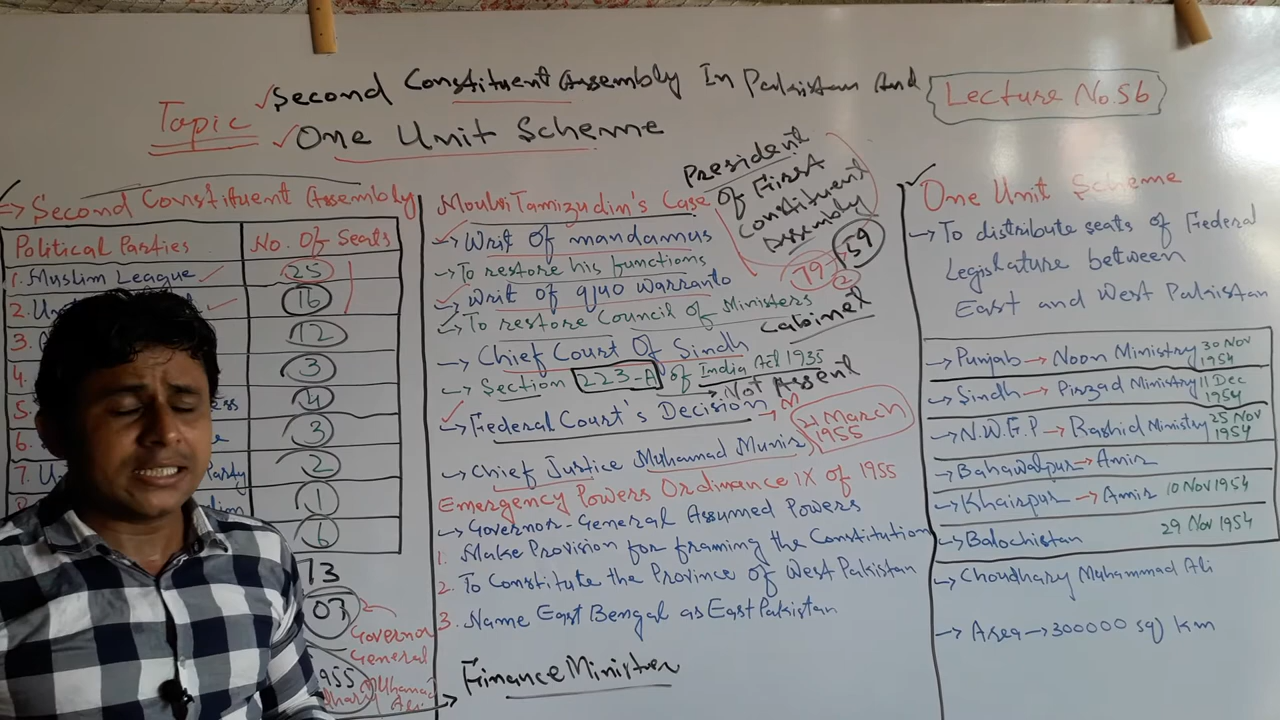 Second Constituent Assembly In Pakistan And
Topic
One Unit Scheme
Lecture No.56
Second Constituent Assembly
Political Parties No. Of Seats
1. Muslim League 25
2. 16
3. 12
4. 3
5. 4
6. 3
7. Party 2
1
6
73
07
Governor
General
1955
Muhamad
Ali
Moulvi Tamizudin's Case
President
Of First
Constituent
Assembly
79 59
2
Writ Of mandamus
To restore his functions
Writ Of quo warranto
To restore Council of Ministers
Cabinet
Chief Court Of Sindh
Section 223-A of India Act 1935
Not Assent
Federal Court's Decision
21 March
1955
Chief Justice Muhamad Munir
Emergency Powers Ordinance IX of 1955
Governor-General Assumed Powers
1. Make Provision for framing the Constitution
2. To Constitute the Province of West Pakistan
3. Name East Bengal as East Pakistan
Finance Minister
One Unit Scheme
To distribute seats of Federal
Legislature between
East and West Pakistan
Punjab → Noon Ministry 30 Nov 1954
Sindh → Pirzad Ministry 11 Dec 1954
N.W.F.P → Rashid Ministry 25 Nov 1954
Bahawalpur → Amir
Khairpur → Amir 10 Nov 1954
Balochistan 29 Nov 1954
Choudhary Muhammad Ali
Area → 300000 sq Km